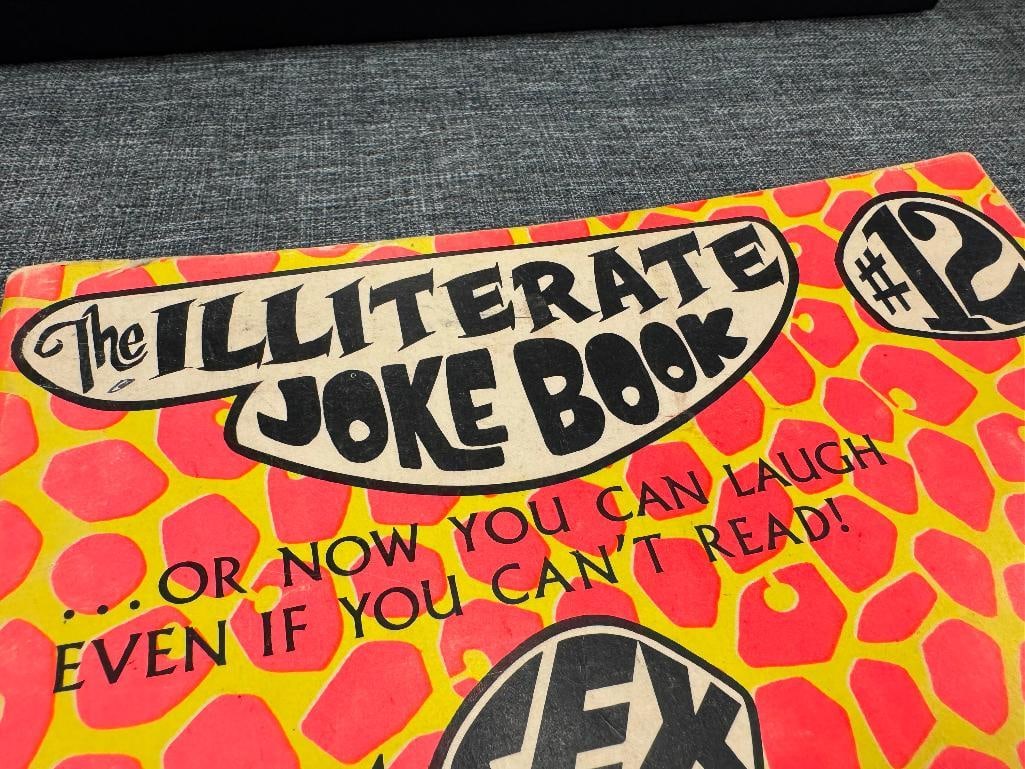 The ILLITERATE
JOKE BOOK
#12
...OR NOW YOU CAN LAUGH
EVEN IF YOU CAN'T READ!